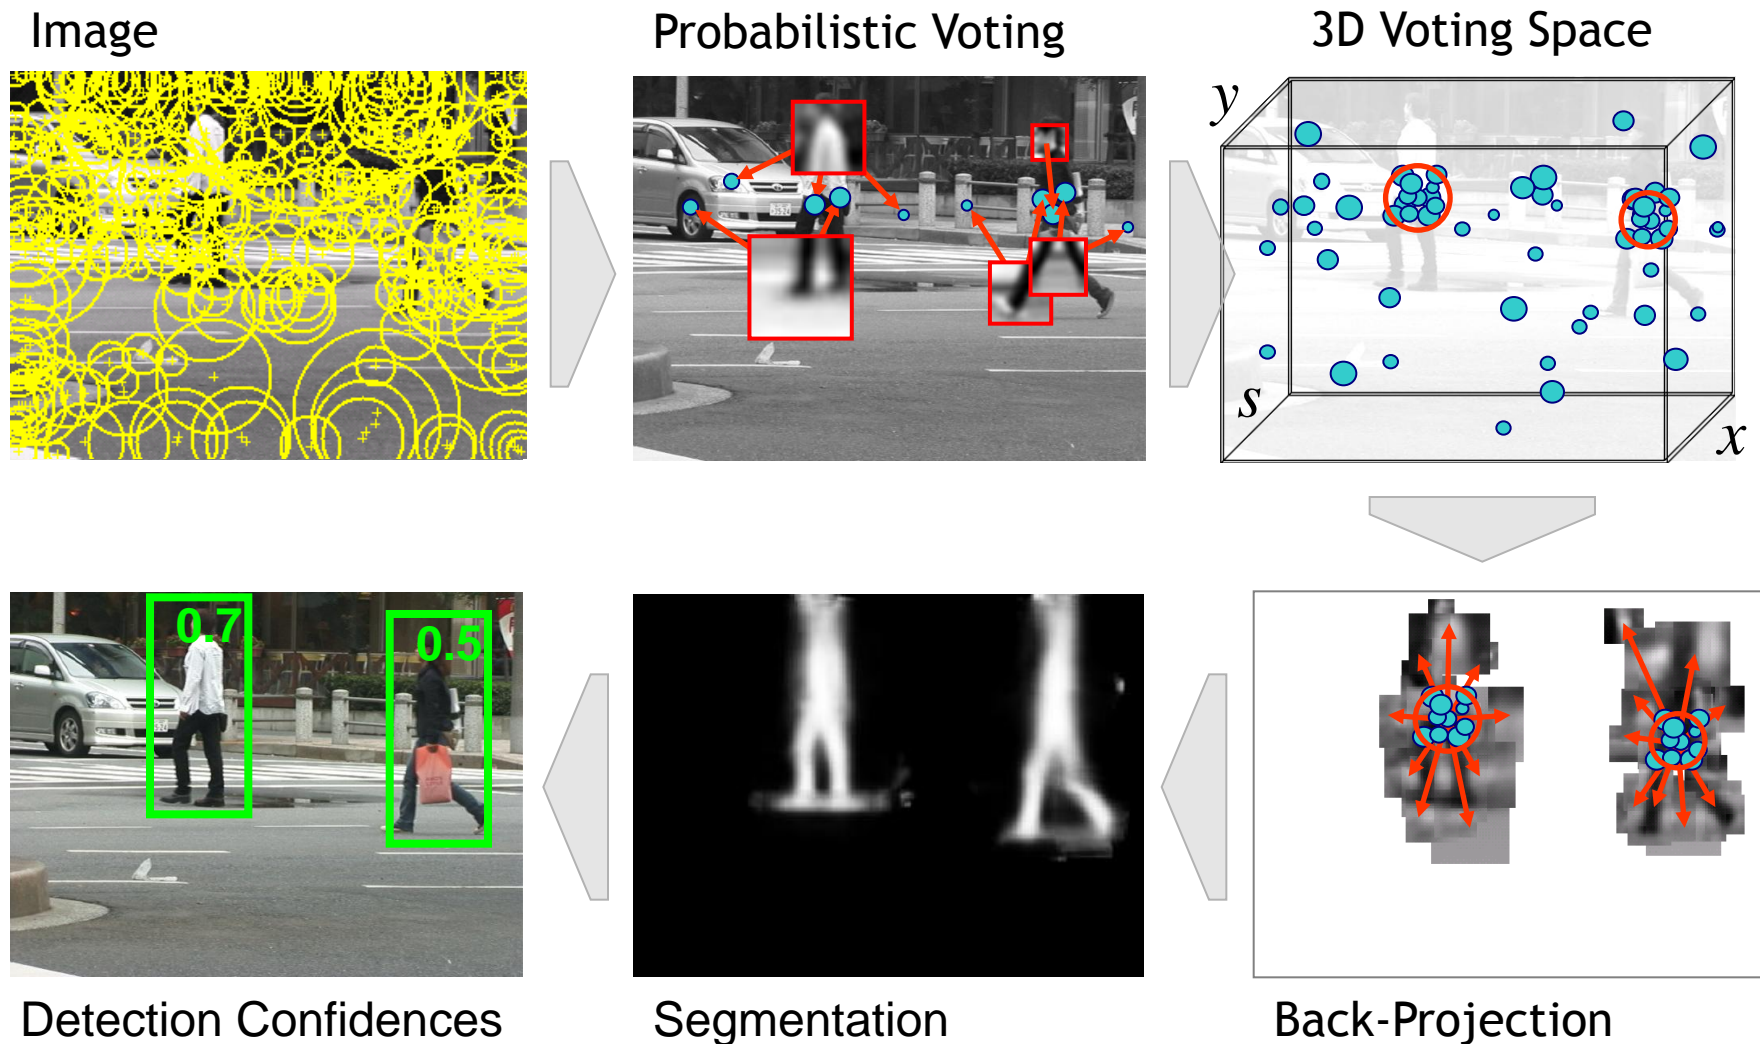 Image
Probabilistic Voting
3D Voting Space
y
s
x
0.7
0.5
Detection Confidences
Segmentation
Back-Projection